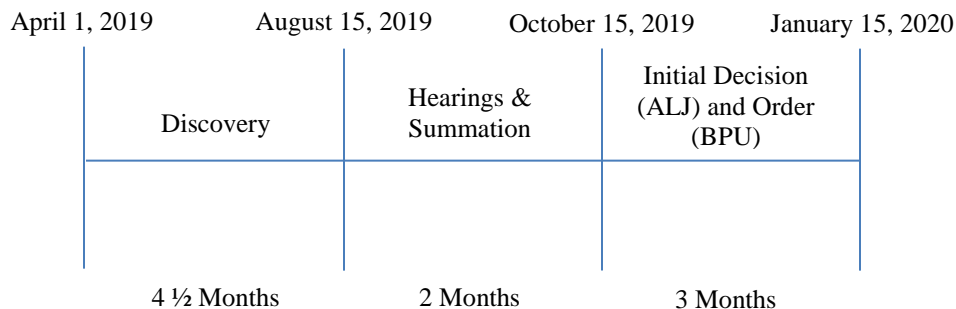 April 1, 2019 August 15, 2019 October 15, 2019 January 15, 2020
Discovery
Hearings &
Summation
Initial Decision
(ALJ) and Order
(BPU)
4 ½ Months 2 Months 3 Months